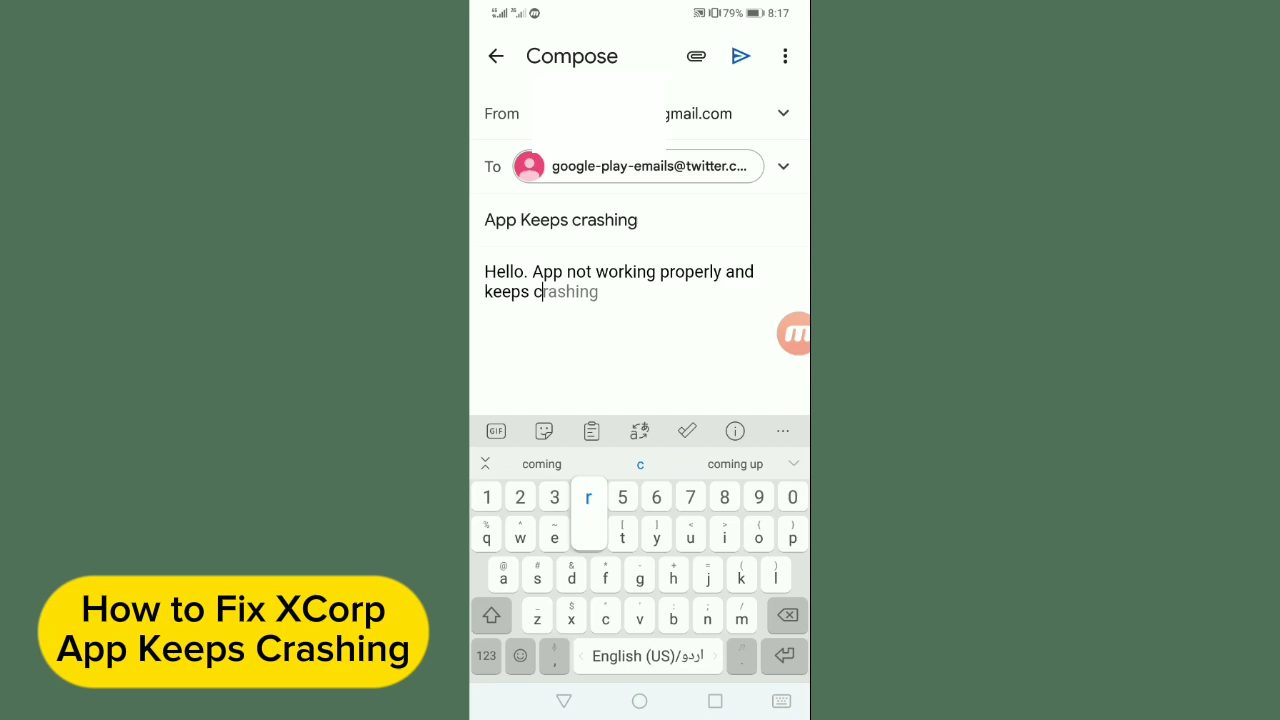 79% 8:17
Compose
From gmail.com
To google-play-emails@twitter.c...
App Keeps crashing
Hello. App not working properly and
keeps crashing
GIF
coming c coming up
1 2 3 r 5 6 7 8 9 0
% ^ ~ [ ] < > { }
q w e t y u i o p
@ # & * - + = ( )
a s d f g h j k l
_ $ " ' : ; /
z x c v b n m
123 , English (US)/اردو .
How to Fix XCorp
App Keeps Crashing